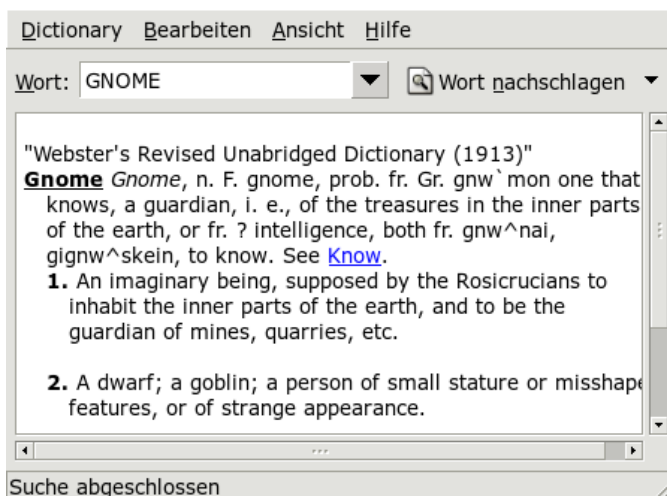 Dictionary Bearbeiten Ansicht Hilfe
Wort: GNOME Wort nachschlagen
"Webster's Revised Unabridged Dictionary (1913)"
Gnome Gnome, n. F. gnome, prob. fr. Gr. gnw`mon one that
knows, a guardian, i. e., of the treasures in the inner parts
of the earth, or fr. ? intelligence, both fr. gnw^nai,
gignw^skein, to know. See Know.
1. An imaginary being, supposed by the Rosicrucians to
inhabit the inner parts of the earth, and to be the
guardian of mines, quarries, etc.
2. A dwarf; a goblin; a person of small stature or misshape
features, or of strange appearance.
Suche abgeschlossen